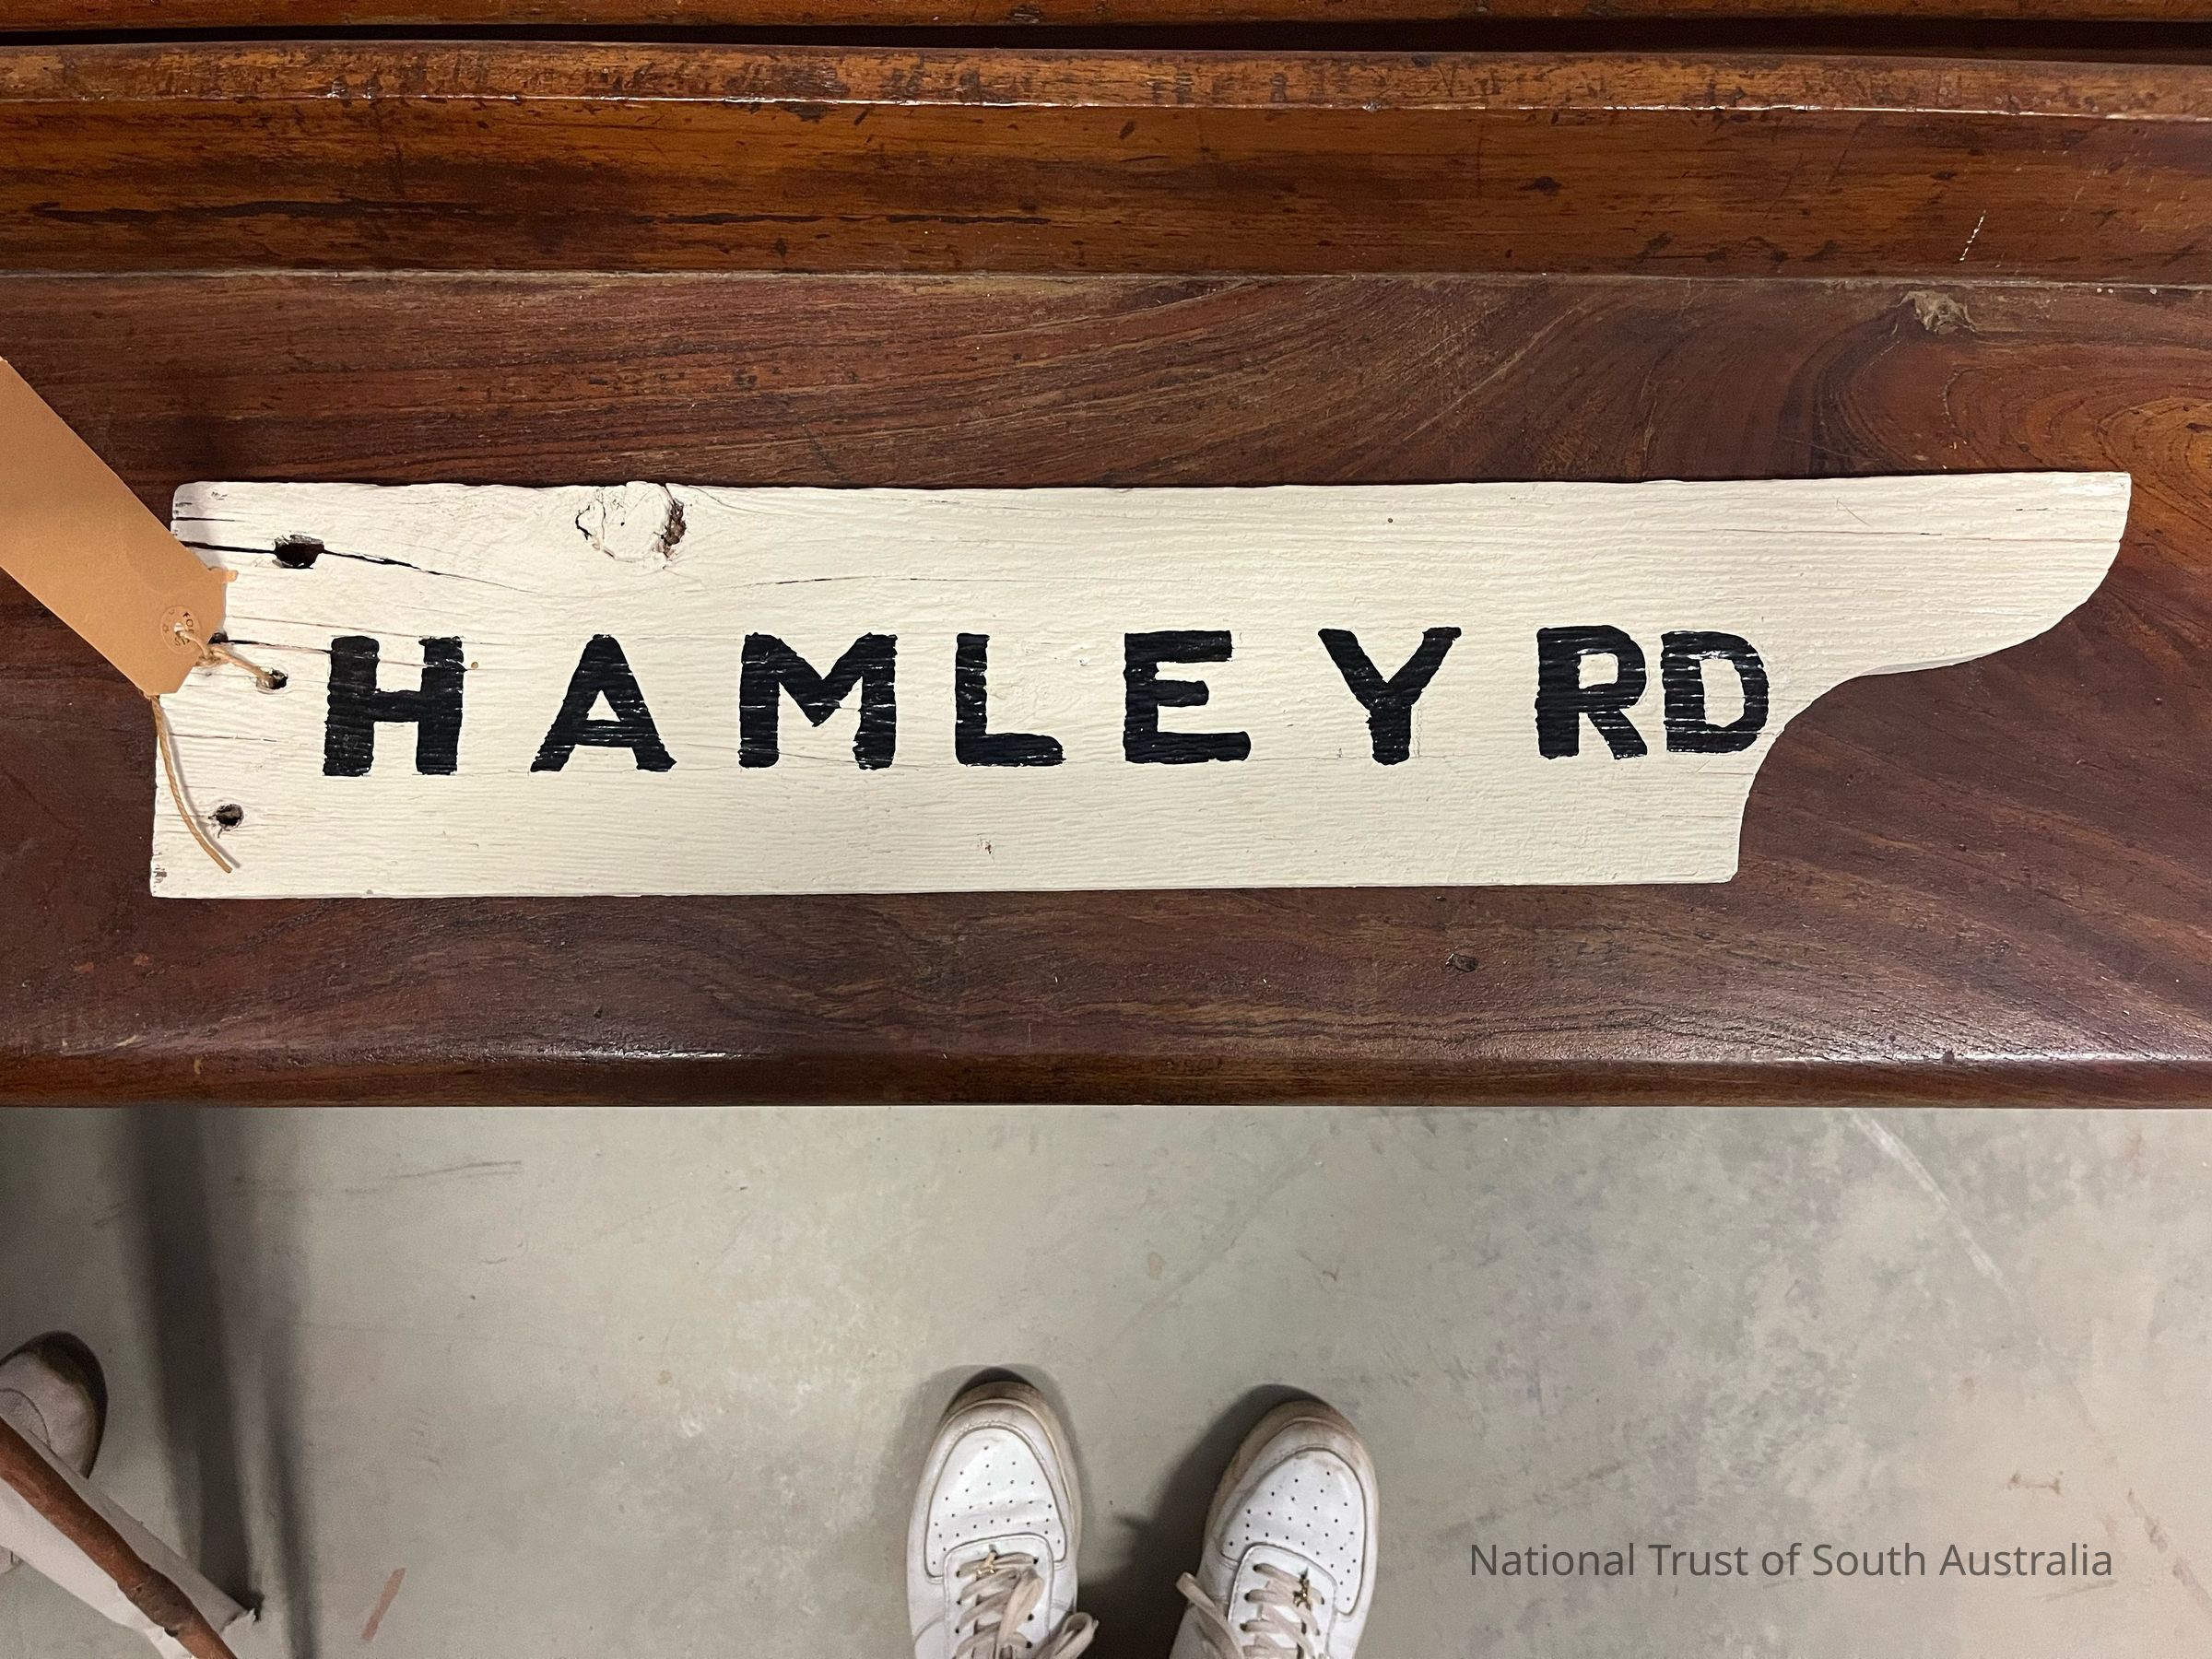 HAMLEY RD
National Trust of South Australia